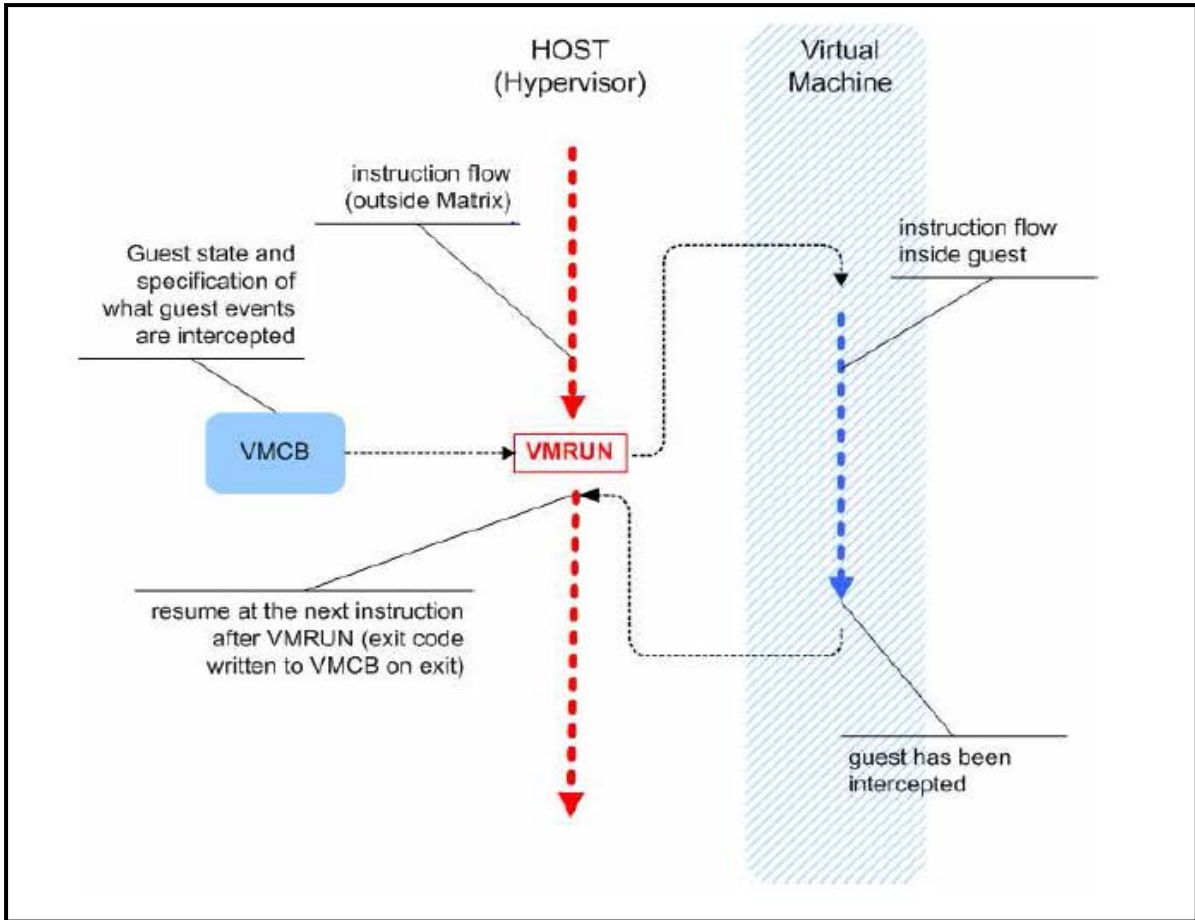 HOST
(Hypervisor)
Virtual
Machine
instruction flow
(outside Matrix)
instruction flow
inside guest
Guest state and
specification of
what guest events
are intercepted
VMCB
VMRUN
resume at the next instruction
after VMRUN (exit code
written to VMCB on exit)
guest has been
intercepted